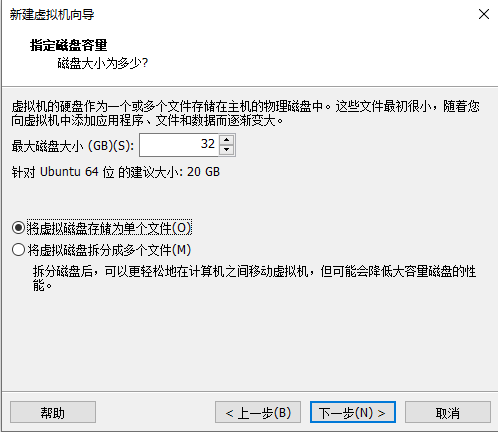 新建虚拟机向导
指定磁盘容量
磁盘大小为多少?
虚拟机的硬盘作为一个或多个文件存储在主机的物理磁盘中。这些文件最初很小，随着您
向虚拟机中添加应用程序、文件和数据而逐渐变大。
最大磁盘大小 (GB)(S): 32
针对 Ubuntu 64 位 的建议大小: 20 GB
将虚拟磁盘存储为单个文件(O)
将虚拟磁盘拆分成多个文件(M)
拆分磁盘后，可以更轻松地在计算机之间移动虚拟机，但可能会降低大容量磁盘的性
能。
帮助 < 上一步(B) 下一步(N) > 取消